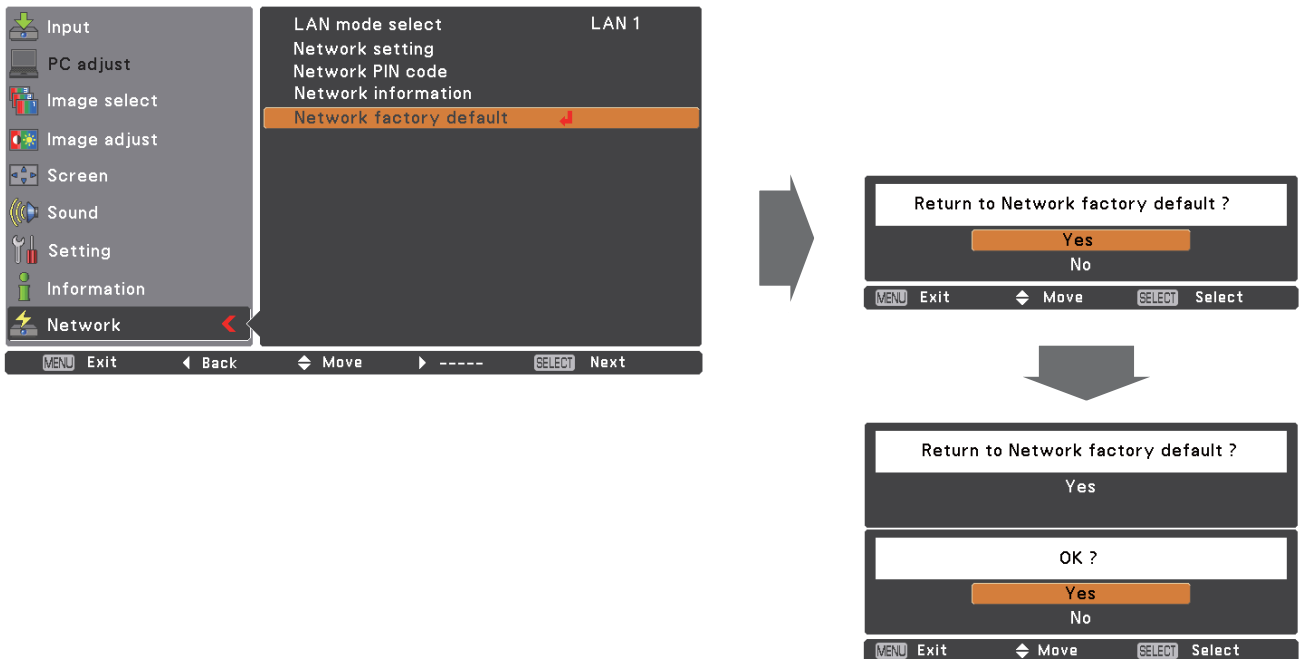 Input
PC adjust
Image select
Image adjust
Screen
Sound
Setting
Information
Network
LAN mode select LAN 1
Network setting
Network PIN code
Network information
Network factory default
MENU Exit Back Move ----- SELECT Next
Return to Network factory default ?
Yes
No
MENU Exit Move SELECT Select
Return to Network factory default ?
Yes
OK ?
Yes
No
MENU Exit Move SELECT Select